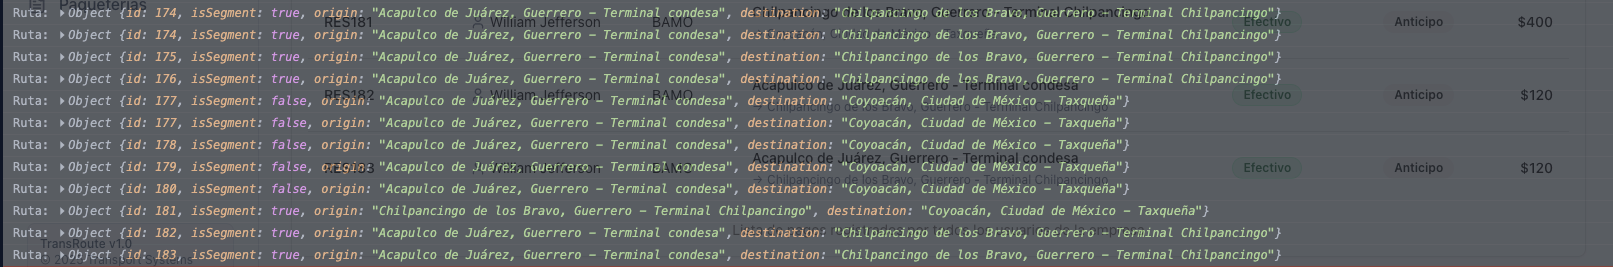 Paqueterías
Ruta: Object {id: 174, isSegment: true, origin: "Acapulco de Juárez, Guerrero – Terminal condesa", destination: "Chilpancingo de los Bravo, Guerrero – Terminal Chilpancingo"}
RES181 William Jefferson BAMO Efectivo Anticipo $400
Ruta: Object {id: 174, isSegment: true, origin: "Acapulco de Juárez, Guerrero – Terminal condesa", destination: "Chilpancingo de los Bravo, Guerrero – Terminal Chilpancingo"}
Ruta: Object {id: 175, isSegment: true, origin: "Acapulco de Juárez, Guerrero – Terminal condesa", destination: "Chilpancingo de los Bravo, Guerrero – Terminal Chilpancingo"}
Ruta: Object {id: 176, isSegment: true, origin: "Acapulco de Juárez, Guerrero – Terminal condesa", destination: "Chilpancingo de los Bravo, Guerrero – Terminal Chilpancingo"}
Acapulco de Juárez, Guerrero - Terminal condesa
RES182 William Jefferson BAMO Efectivo Anticipo $120
Ruta: Object {id: 177, isSegment: false, origin: "Acapulco de Juárez, Guerrero – Terminal condesa", destination: "Coyoacán, Ciudad de México – Taxqueña"}
→ Chilpancingo de los Bravo, Guerrero - Terminal Chilpancingo
Ruta: Object {id: 177, isSegment: false, origin: "Acapulco de Juárez, Guerrero – Terminal condesa", destination: "Coyoacán, Ciudad de México – Taxqueña"}
Ruta: Object {id: 178, isSegment: false, origin: "Acapulco de Juárez, Guerrero – Terminal condesa", destination: "Coyoacán, Ciudad de México – Taxqueña"}
Acapulco de Juárez, Guerrero - Terminal condesa
Ruta: Object {id: 179, isSegment: false, origin: "Acapulco de Juárez, Guerrero – Terminal condesa", destination: "Coyoacán, Ciudad de México – Taxqueña"}
Efectivo Anticipo $120
→ Chilpancingo de los Bravo, Guerrero - Terminal Chilpancingo
Ruta: Object {id: 180, isSegment: false, origin: "Acapulco de Juárez, Guerrero – Terminal condesa", destination: "Coyoacán, Ciudad de México – Taxqueña"}
Ruta: Object {id: 181, isSegment: true, origin: "Chilpancingo de los Bravo, Guerrero – Terminal Chilpancingo", destination: "Coyoacán, Ciudad de México – Taxqueña"}
Ruta: Object {id: 182, isSegment: true, origin: "Acapulco de Juárez, Guerrero – Terminal condesa", destination: "Chilpancingo de los Bravo, Guerrero – Terminal Chilpancingo"}
TransRoute v1.0
Ruta: Object {id: 183, isSegment: true, origin: "Acapulco de Juárez, Guerrero – Terminal condesa", destination: "Chilpancingo de los Bravo, Guerrero – Terminal Chilpancingo"}
Transport Systems